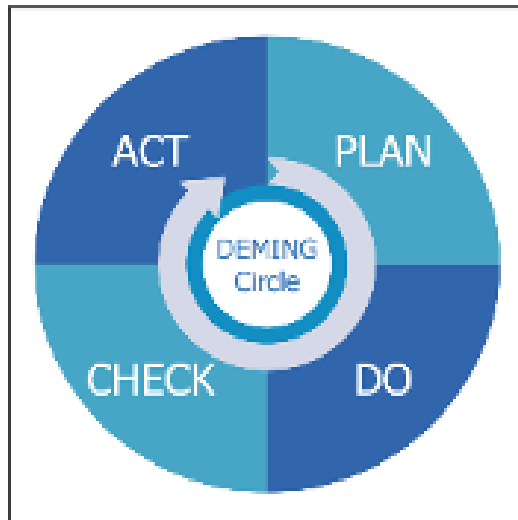 ACT
PLAN
DEMING
Circle
CHECK
DO